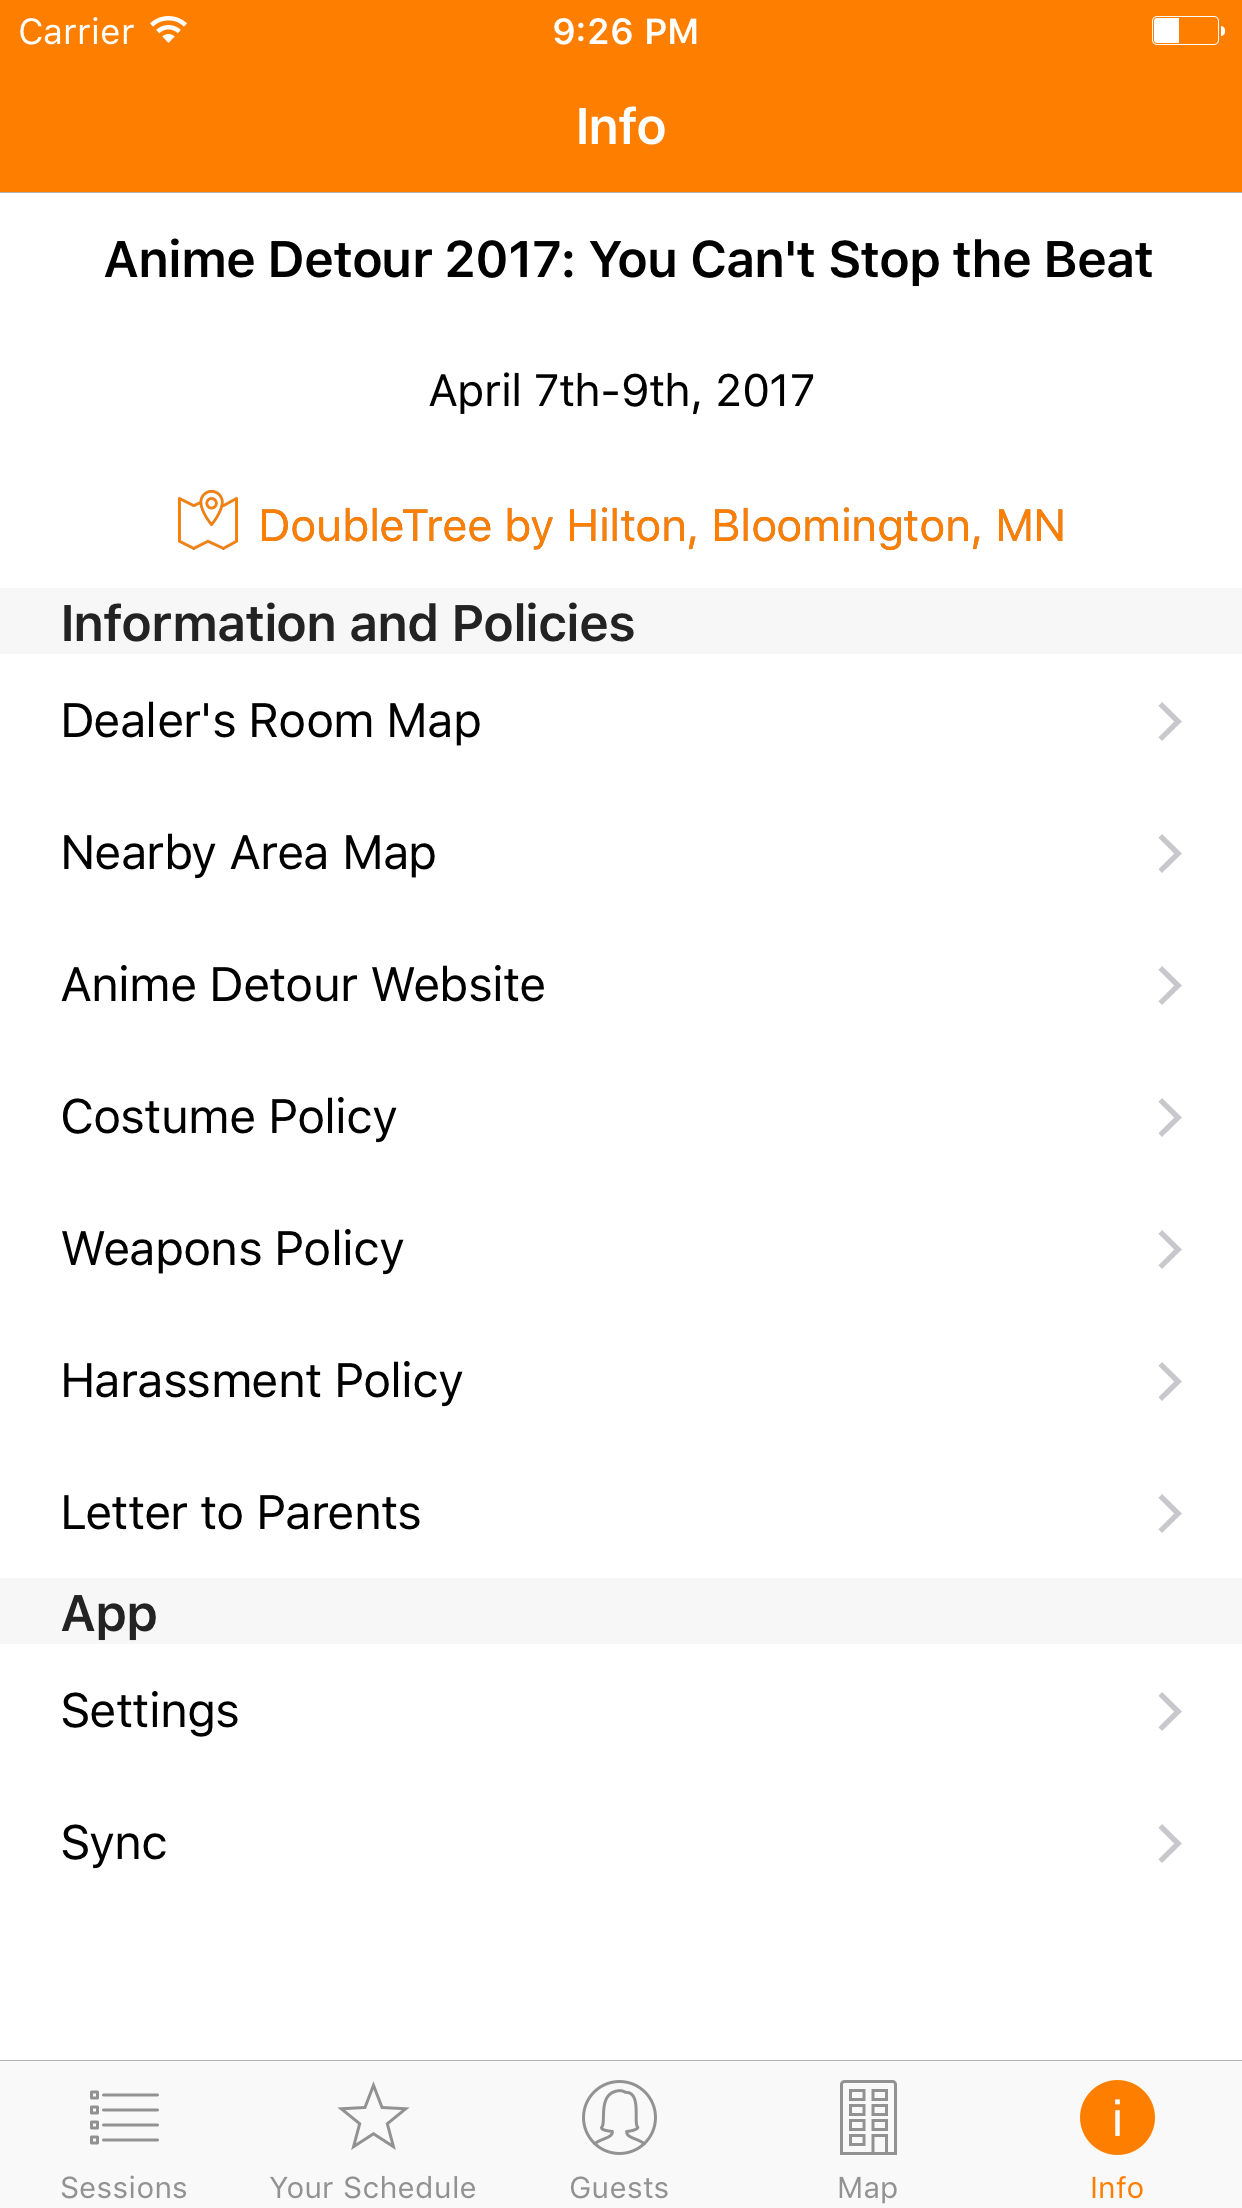 Carrier 9:26 PM
Info
Anime Detour 2017: You Can't Stop the Beat
April 7th-9th, 2017
DoubleTree by Hilton, Bloomington, MN
Information and Policies
Dealer's Room Map
Nearby Area Map
Anime Detour Website
Costume Policy
Weapons Policy
Harassment Policy
Letter to Parents
App
Settings
Sync
Sessions Your Schedule Guests Map Info